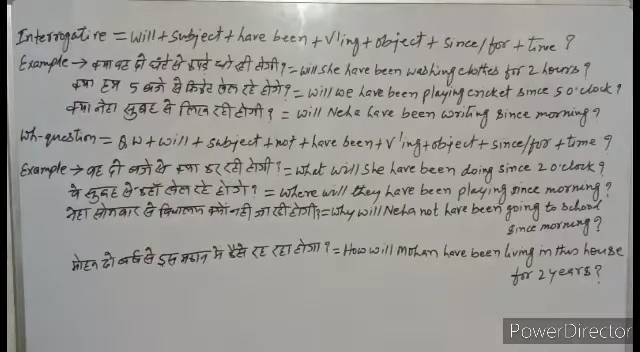 Interrogative = Will + subject + have been + V'ing + object + since/for + time ?
Example → क्या वह दो घंटे से कपड़े धो रही होगी ? = will she have been washing clothes for 2 hours ?
क्या हम 5 बजे से क्रिकेट खेल रहे होंगे ? = will we have been playing cricket since 5 o'clock ?
क्या नेहा सुबह से लिख रही होगी ? = will Neha have been writing since morning ?
Wh-question = Q.W + will + subject + not + have been + V'ing + object + since/for + time ?
Example → वह दो बजे से क्या कर रही होगी ? = What will she have been doing since 2 o'clock ?
वे सुबह से कहाँ खेल रहे होंगे ? = Where will they have been playing since morning ?
नेहा सोमवार से विद्यालय क्यों नहीं जा रही होगी ? = Why will Neha not have been going to school
since morning ?
मोहन दो वर्ष से इस मकान में कैसे रह रहा होगा ? = How will Mohan have been living in this house
for 2 years ?
PowerDirector